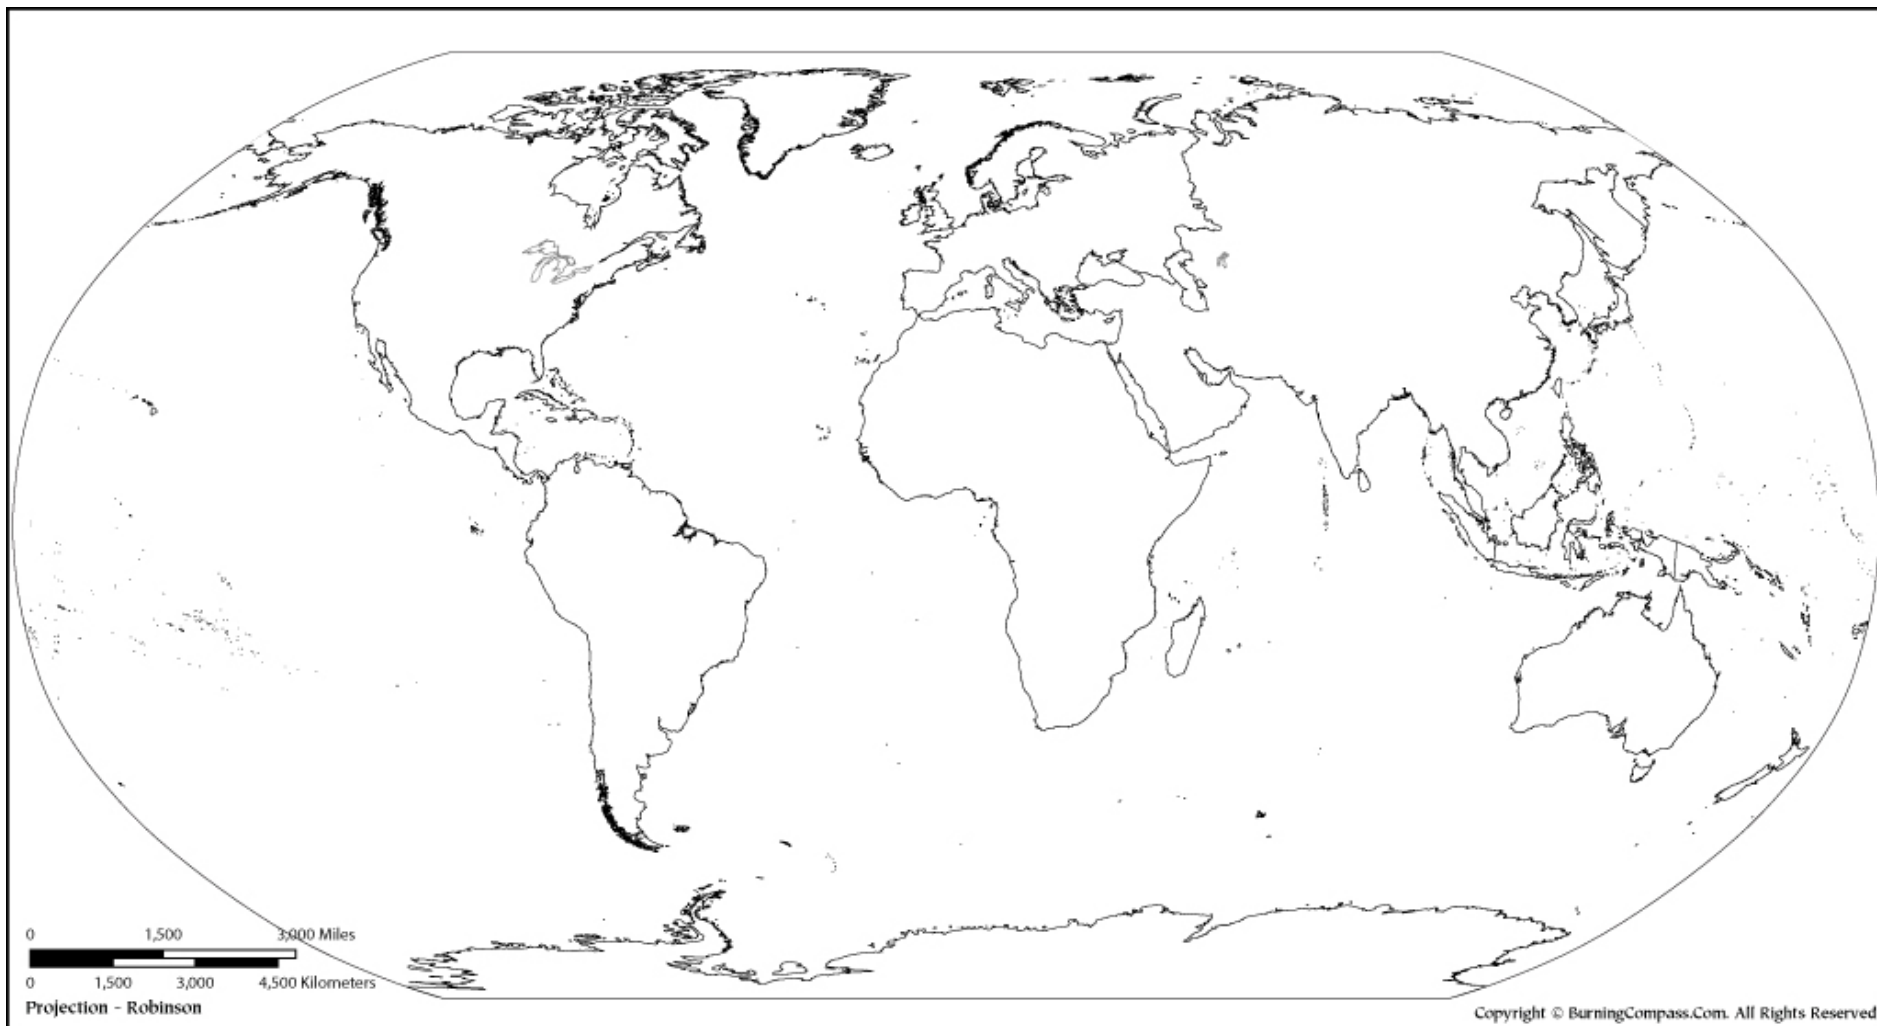 0 1,500 3,000 Miles
0 1,500 3,000 4,500 Kilometers
Projection - Robinson
Copyright © BurningCompass.Com. All Rights Reserved